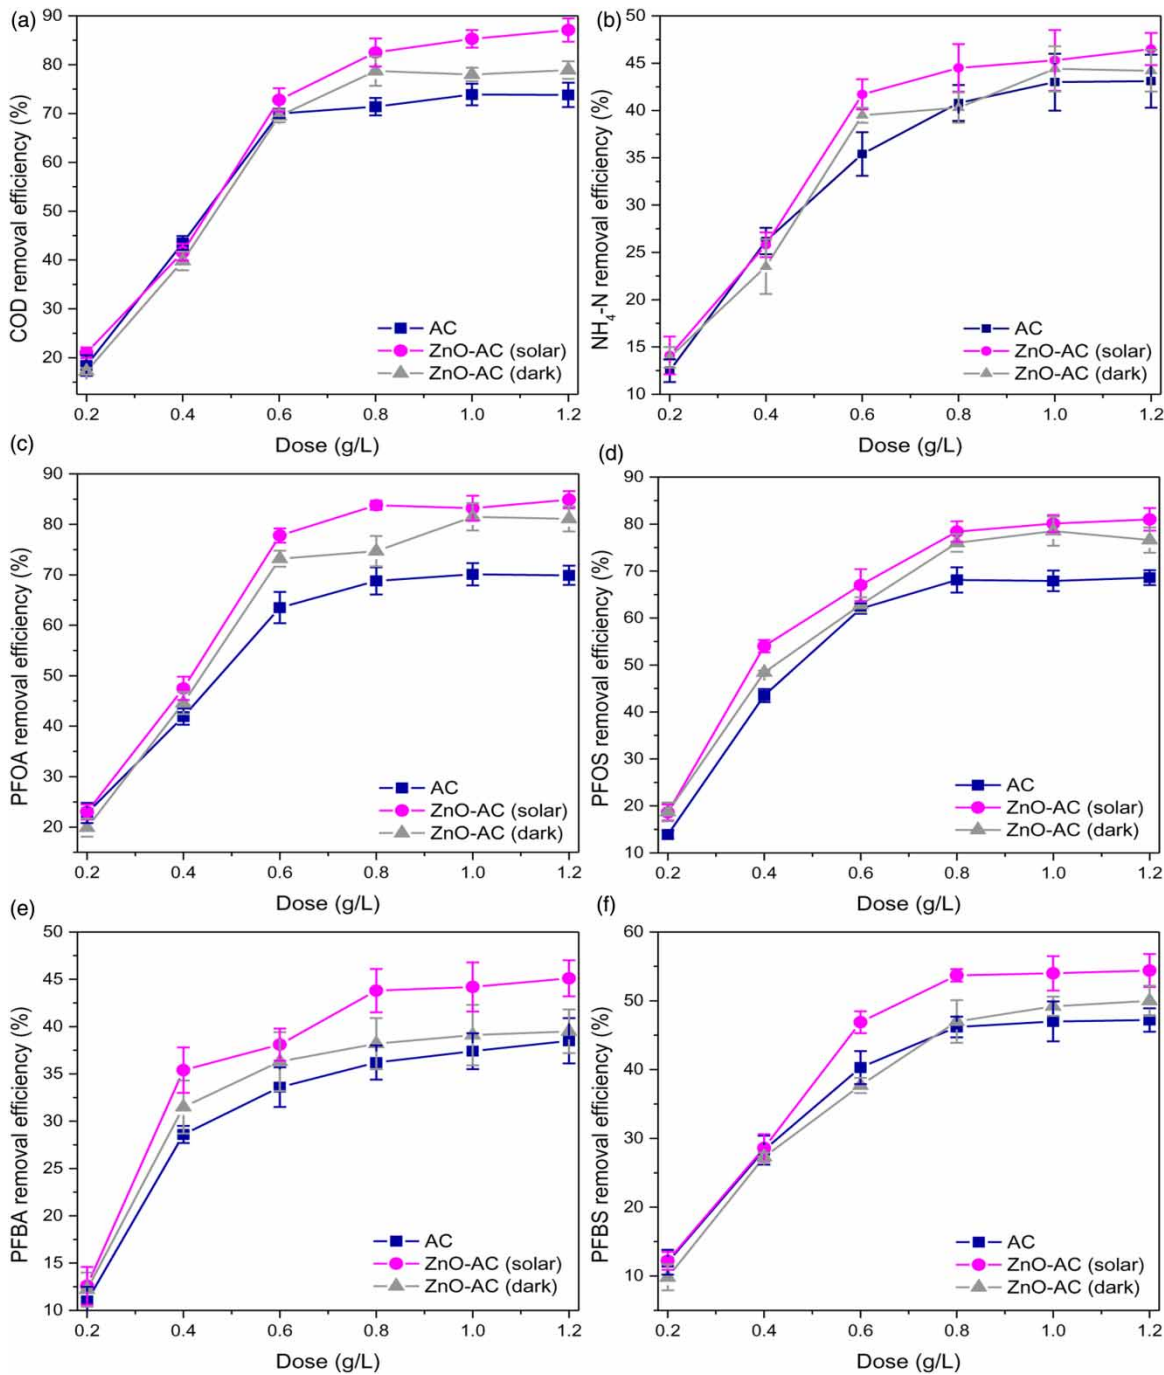 (a)
90
80
70
60
50
40
30
20
COD removal efficiency (%)
0.2 0.4 0.6 0.8 1.0 1.2
Dose (g/L)
AC
ZnO-AC (solar)
ZnO-AC (dark)
(b)
50
45
40
35
30
25
20
15
10
NH₄-N removal efficiency (%)
0.2 0.4 0.6 0.8 1.0 1.2
Dose (g/L)
AC
ZnO-AC (solar)
ZnO-AC (dark)
(c)
90
80
70
60
50
40
30
20
PFOA removal efficiency (%)
0.2 0.4 0.6 0.8 1.0 1.2
Dose (g/L)
AC
ZnO-AC (solar)
ZnO-AC (dark)
(d)
90
80
70
60
50
40
30
20
10
PFOS removal efficiency (%)
0.2 0.4 0.6 0.8 1.0 1.2
Dose (g/L)
AC
ZnO-AC (solar)
ZnO-AC (dark)
(e)
50
45
40
35
30
25
20
15
10
PFBA removal efficiency (%)
0.2 0.4 0.6 0.8 1.0 1.2
Dose (g/L)
AC
ZnO-AC (solar)
ZnO-AC (dark)
(f)
60
50
40
30
20
10
PFBS removal efficiency (%)
0.2 0.4 0.6 0.8 1.0 1.2
Dose (g/L)
AC
ZnO-AC (solar)
ZnO-AC (dark)